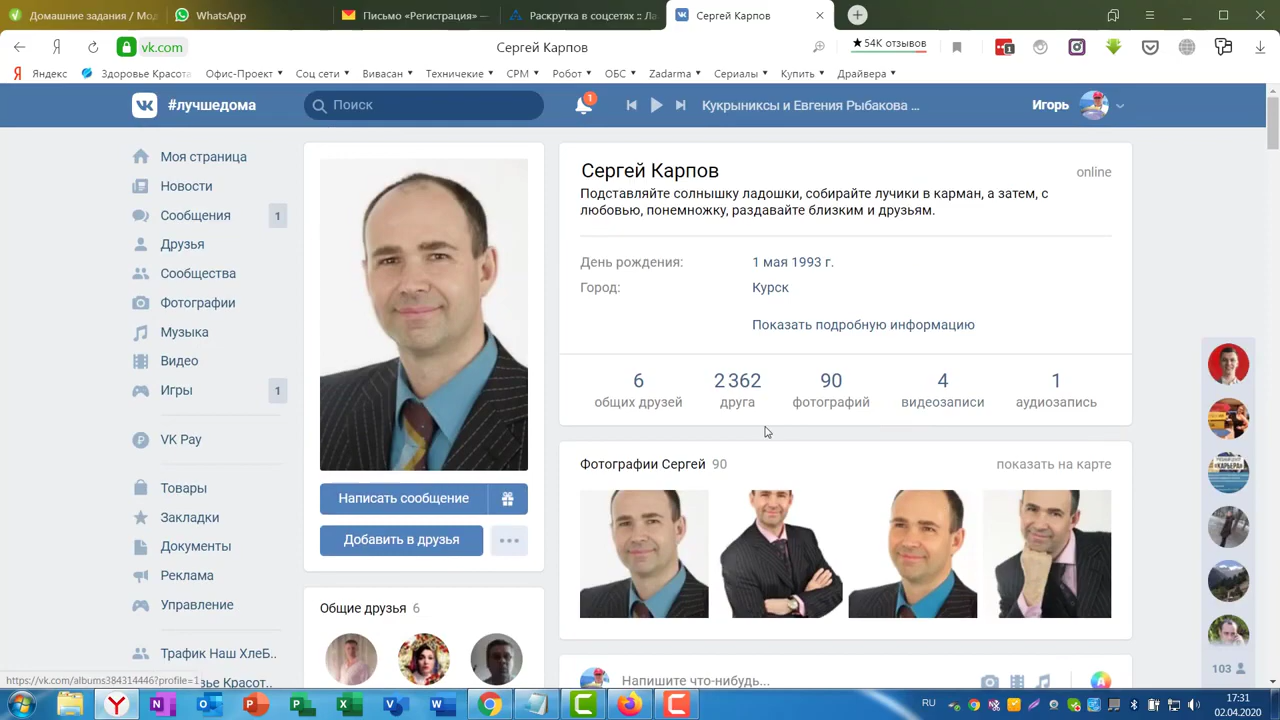 Домашние задания / Мод
WhatsApp
Письмо «Регистрация» —
Раскрутка в соцсетях :: Ла
Сергей Карпов
vk.com
Сергей Карпов
★54K отзывов
1
Яндекс
Здоровье Красота
Офис-Проект
Соц сети
Вивасан
Техничекие
СРМ
Робот
ОБС
Zadarma
Сериалы
Купить
Драйвера
#лучшедома
Поиск
1
Кукрыниксы и Евгения Рыбакова ...
Игорь
Моя страница
Новости
Сообщения
1
Друзья
Сообщества
Фотографии
Музыка
Видео
Игры
1
VK Pay
Товары
Закладки
Документы
Реклама
Управление
Трафик Наш ХлеБ..
вье Красот..
https://vk.com/albums384314446?profile=1
Написать сообщение
Добавить в друзья
Общие друзья 6
Сергей Карпов
online
Подставляйте солнышку ладошки, собирайте лучики в карман, а затем, с
любовью, понемножку, раздавайте близким и друзьям.
День рождения:
1 мая 1993 г.
Город:
Курск
Показать подробную информацию
6
общих друзей
2 362
друга
90
фотографий
4
видеозаписи
1
аудиозапись
Фотографии Сергей 90
показать на карте
Напишите что-нибудь...
103
RU
17:31
02.04.2020